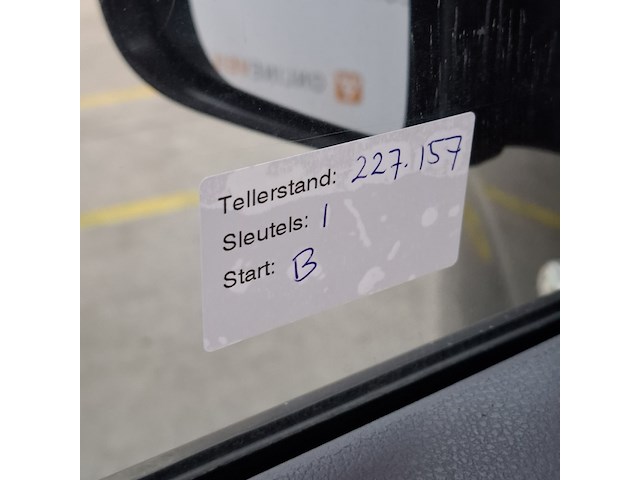 Tellerstand: 227.157
Sleutels: 1
Start: B